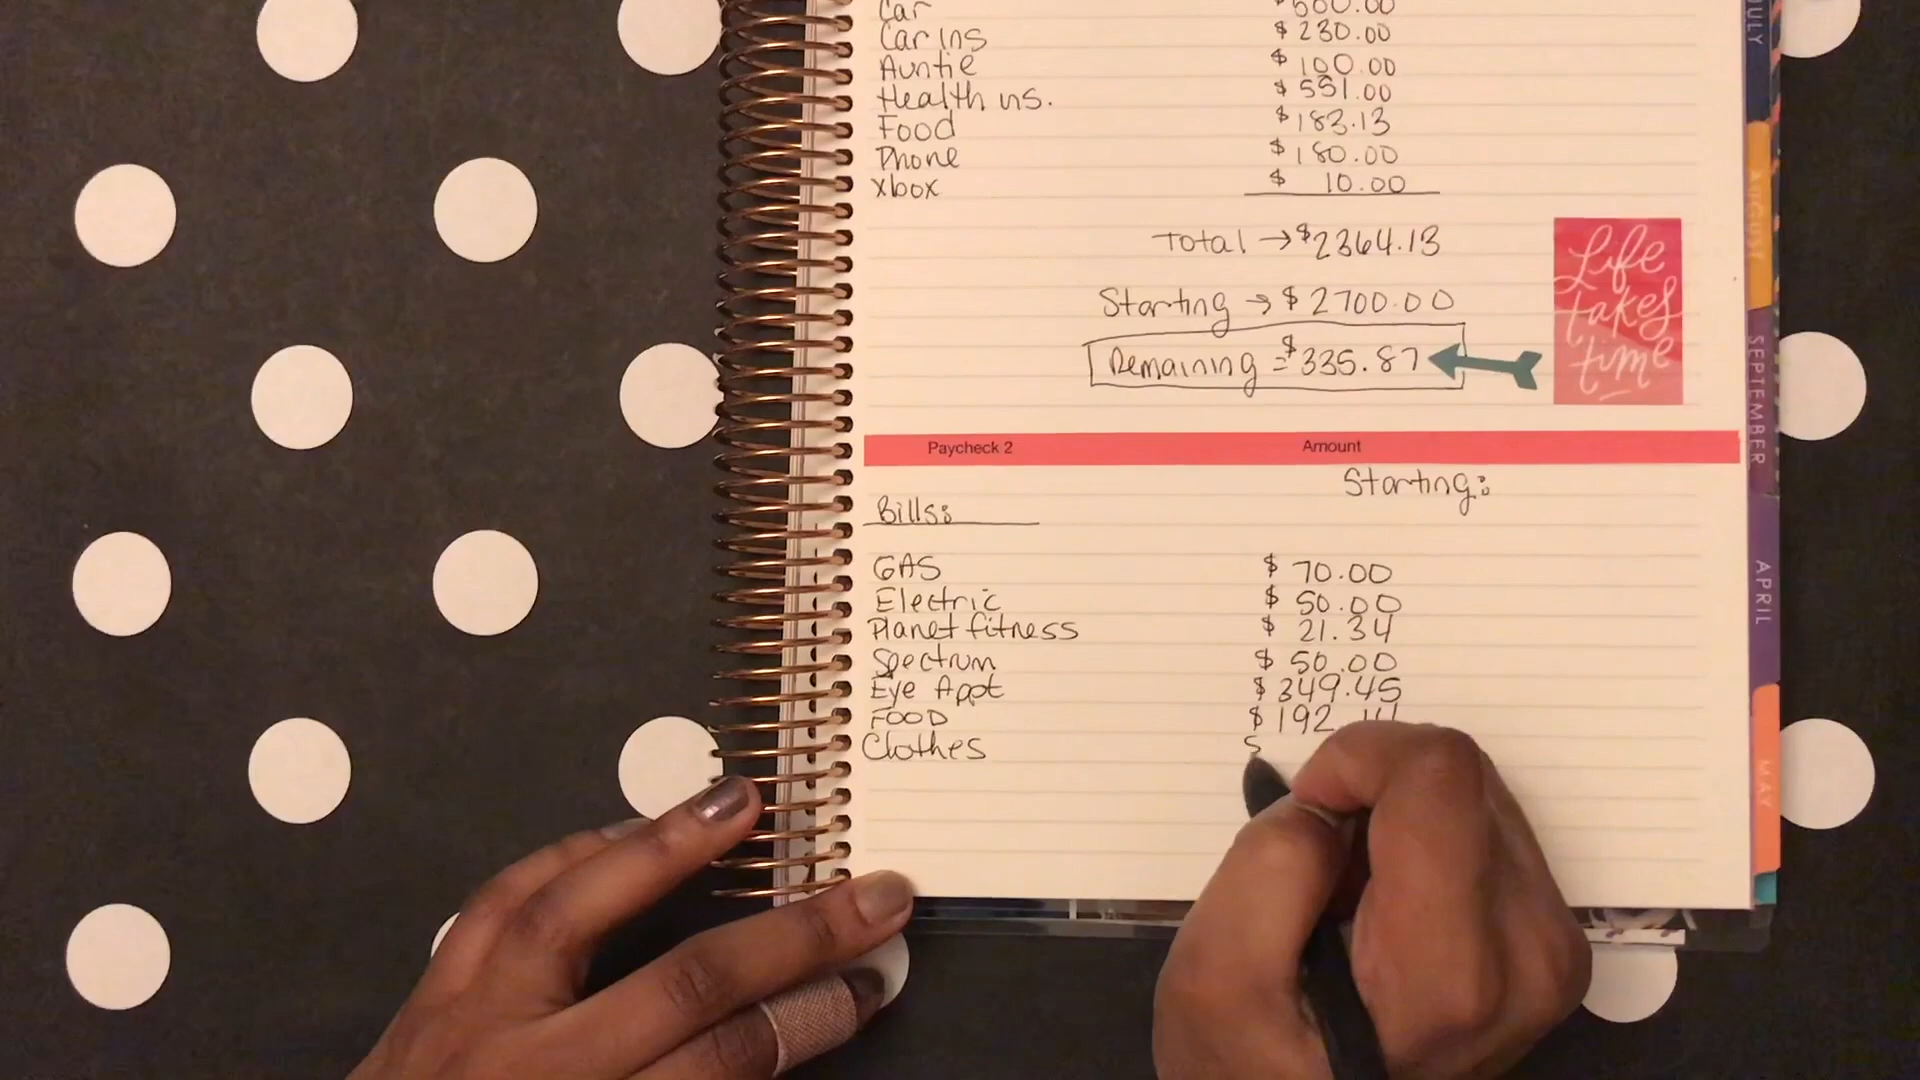 Car
Car Ins $ 230.00
Auntie $ 100.00
Health ins. $ 551.00
Food $ 183.13
Phone $ 180.00
Xbox $ 10.00
Total → $2364.13
Starting → $ 2700.00
Remaining = $335.87
Life
takes
time
Paycheck 2 Amount
Starting:
Bills:
GAS $ 70.00
Electric $ 50.00
Planet fitness $ 21.34
Spectrum $ 50.00
Eye Appt $ 349.45
FOOD $ 192
Clothes
JULY
AUGUST
SEPTEMBER
APRIL
MAY